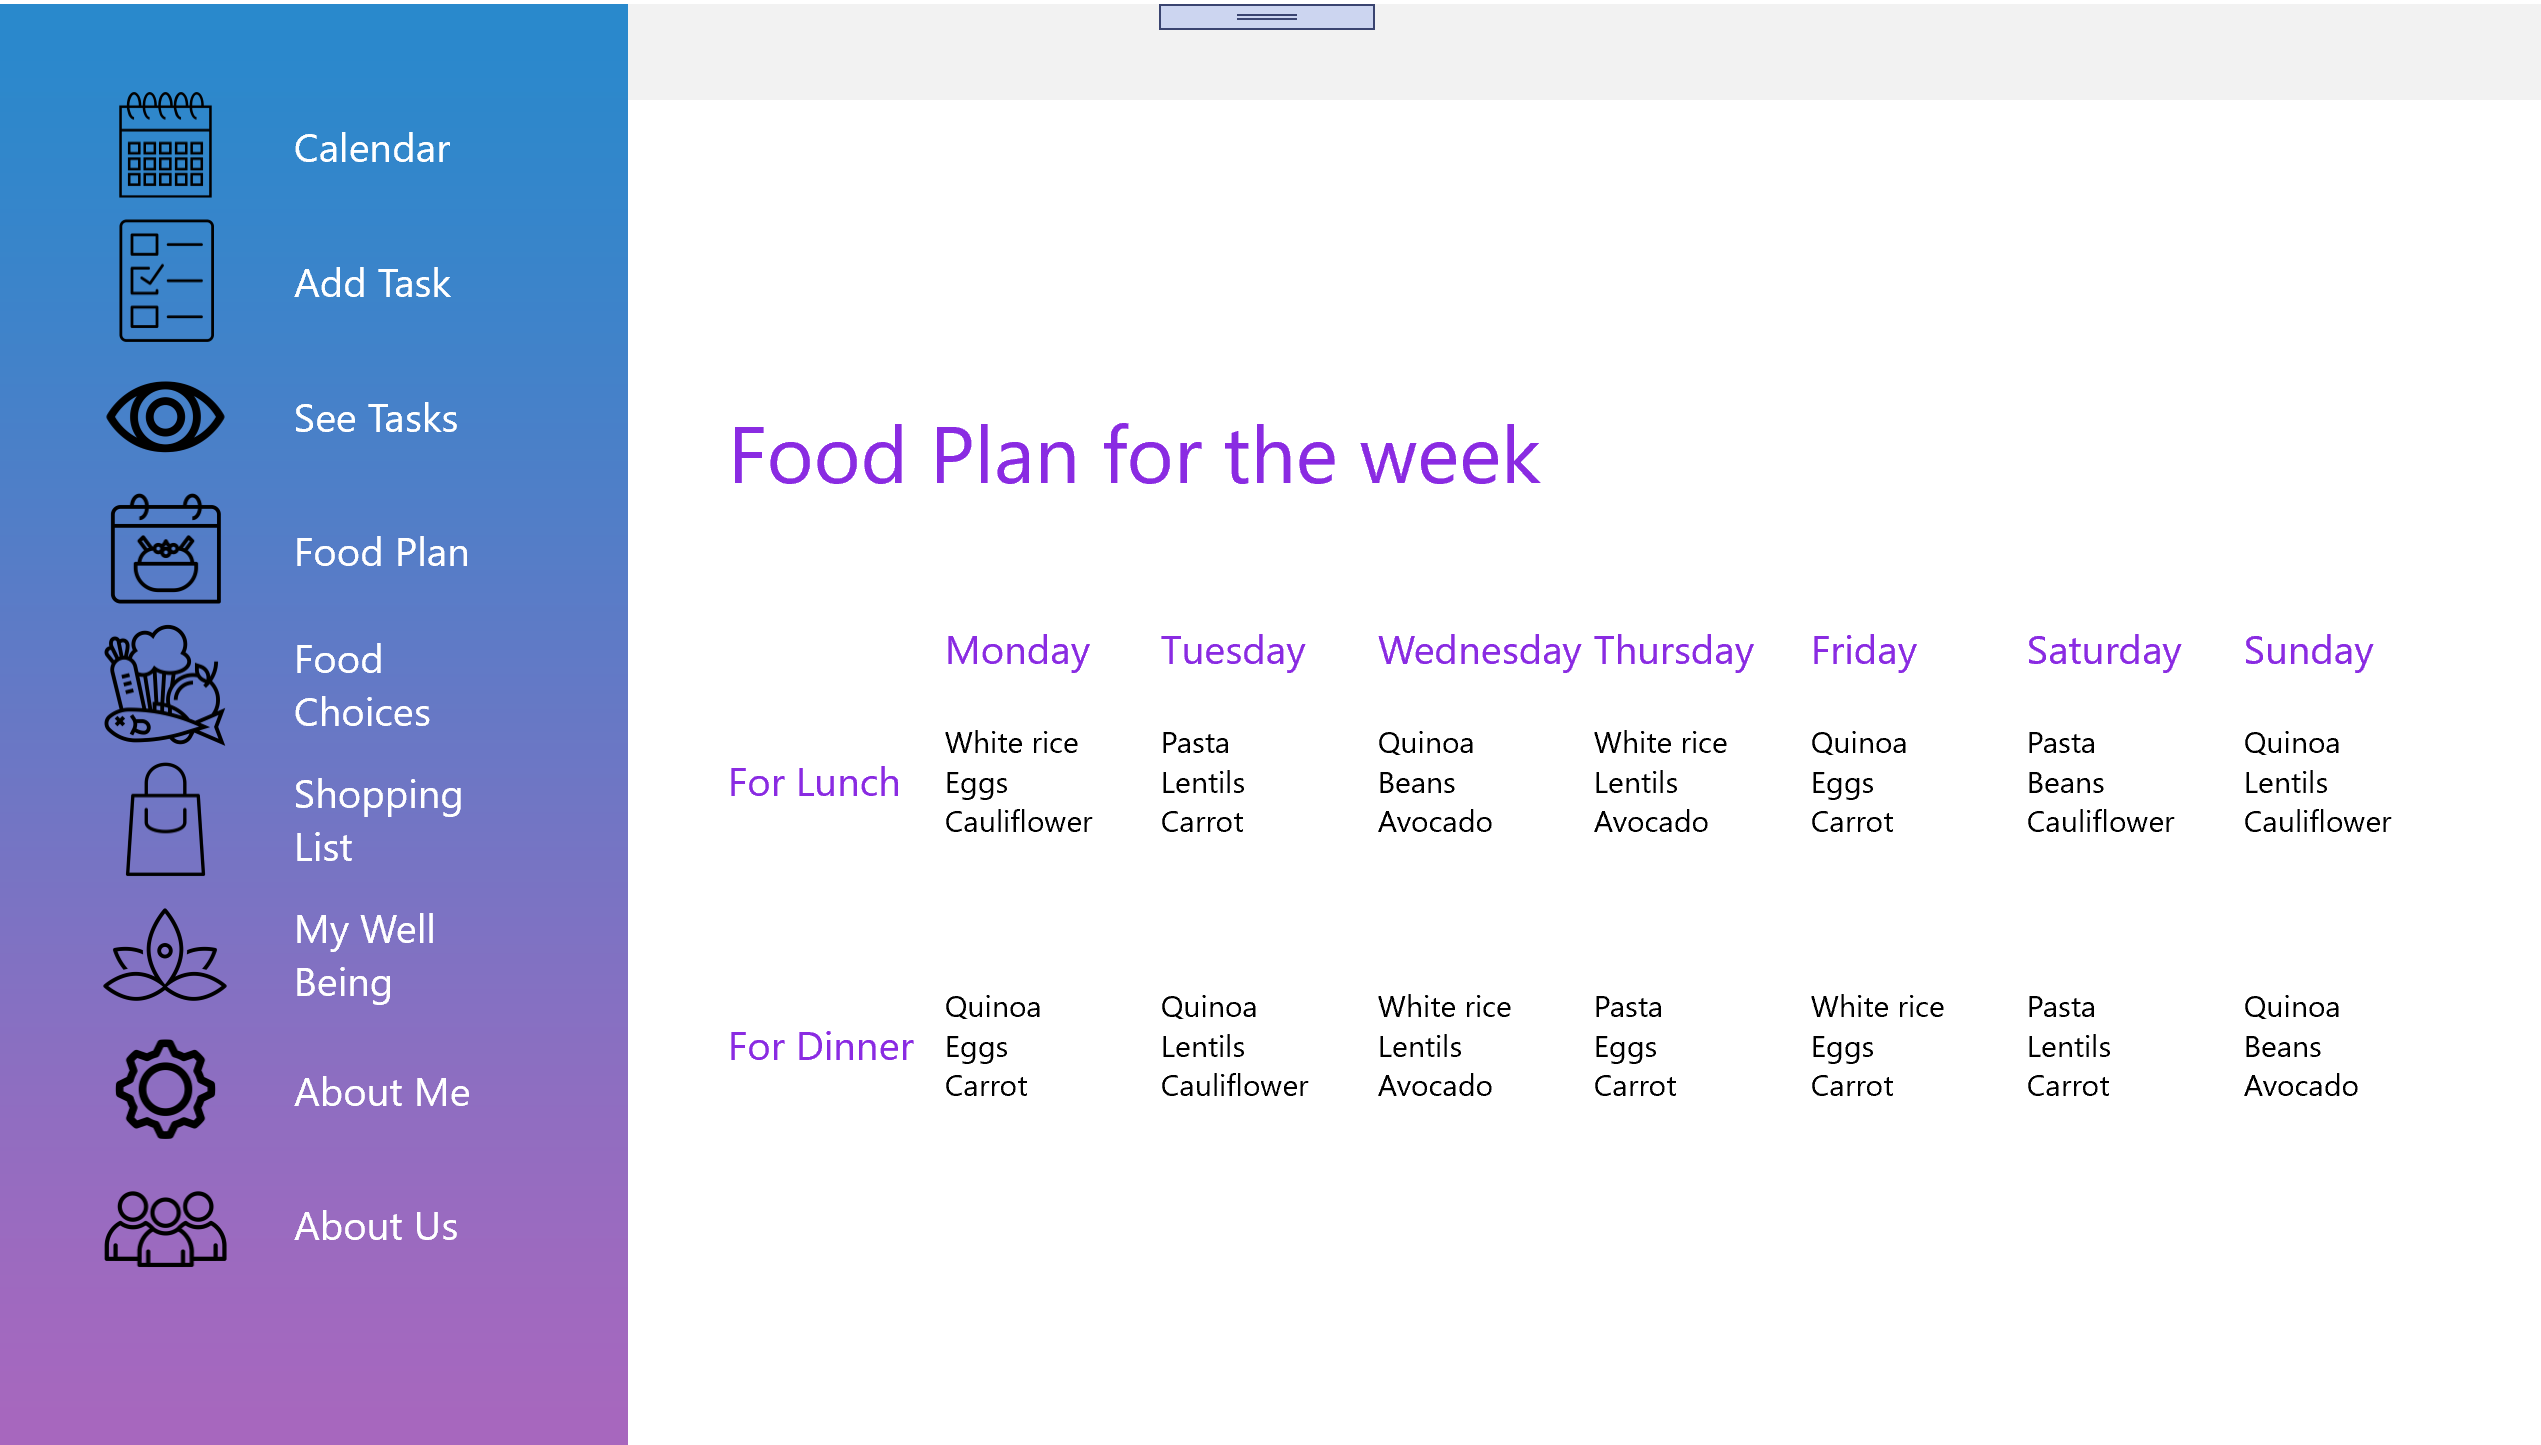 Calendar
Add Task
See Tasks
Food Plan
Food
Choices
Shopping
List
My Well
Being
About Me
About Us
Food Plan for the week
Monday Tuesday Wednesday Thursday Friday Saturday Sunday
White rice Pasta Quinoa White rice Quinoa Pasta Quinoa
For Lunch Eggs Lentils Beans Lentils Eggs Beans Lentils
Cauliflower Carrot Avocado Avocado Carrot Cauliflower Cauliflower
Quinoa Quinoa White rice Pasta White rice Pasta Quinoa
For Dinner Eggs Lentils Lentils Eggs Eggs Lentils Beans
Carrot Cauliflower Avocado Carrot Carrot Carrot Avocado